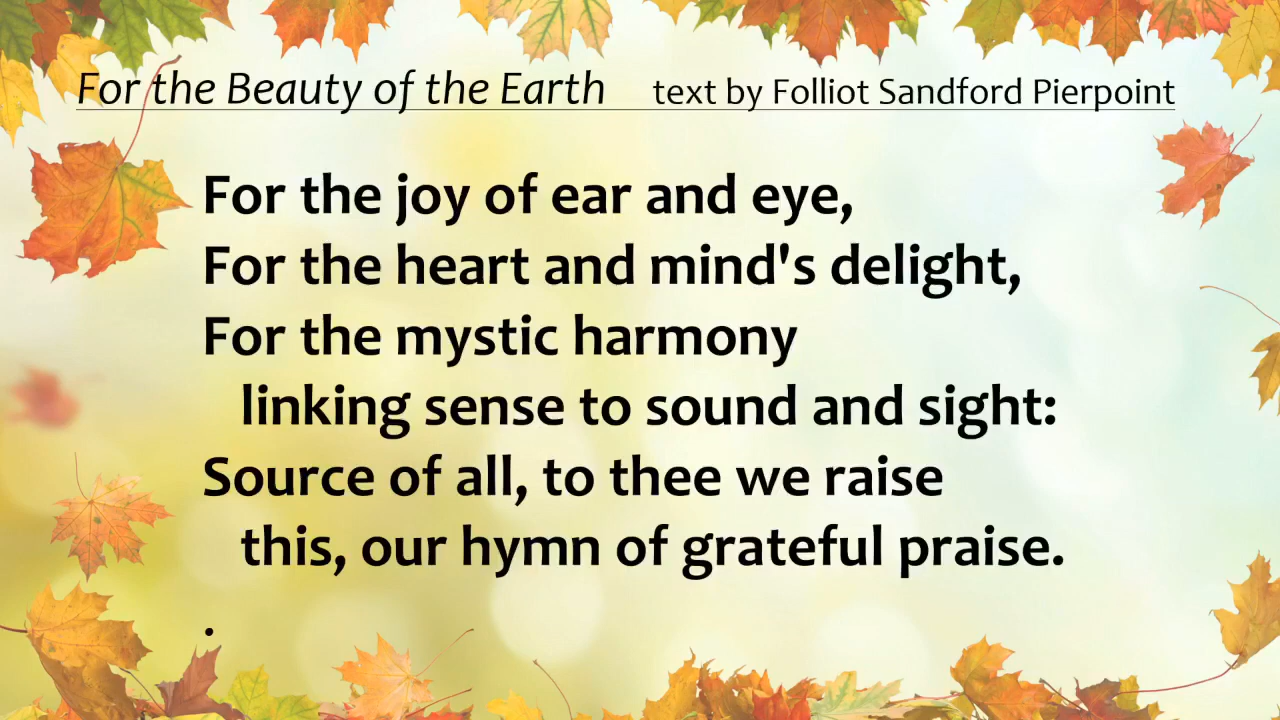 For the Beauty of the Earth text by Folliot Sandford Pierpoint
For the joy of ear and eye,
For the heart and mind's delight,
For the mystic harmony
linking sense to sound and sight:
Source of all, to thee we raise
this, our hymn of grateful praise.
.